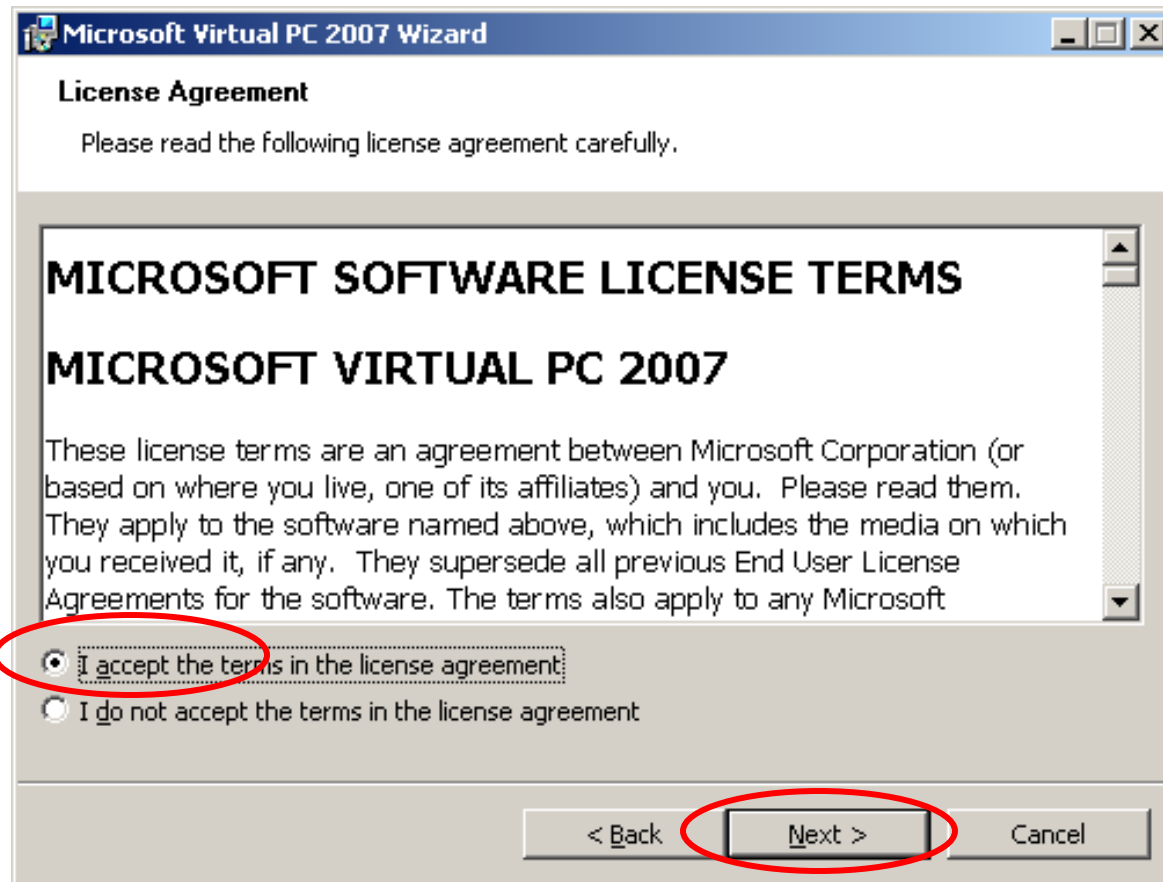 Microsoft Virtual PC 2007 Wizard
License Agreement
Please read the following license agreement carefully.
MICROSOFT SOFTWARE LICENSE TERMS
MICROSOFT VIRTUAL PC 2007
These license terms are an agreement between Microsoft Corporation (or
based on where you live, one of its affiliates) and you.  Please read them.
They apply to the software named above, which includes the media on which
you received it, if any.  They supersede all previous End User License
Agreements for the software. The terms also apply to any Microsoft
I accept the terms in the license agreement
I do not accept the terms in the license agreement
< Back Next > Cancel